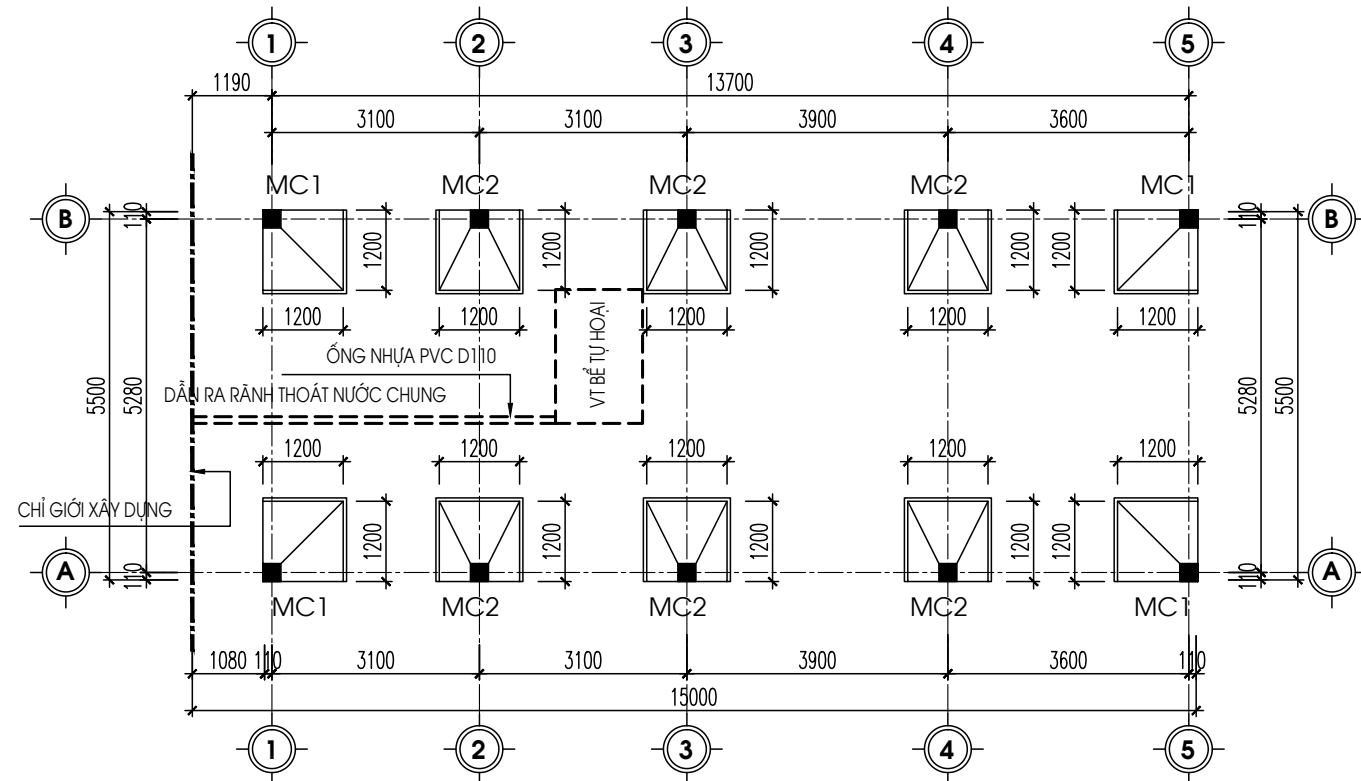 1 2 3 4 5
1190 13700
3100 3100 3900 3600
MC1 MC2 MC2 MC2 MC1
B 110 110 B
1200 1200 1200 1200 1200
1200 1200 1200 1200 1200
VT BỂ TỰ HOẠI
ỐNG NHỰA PVC D110
DẪN RA RÃNH THOÁT NƯỚC CHUNG
5500 5280 5280 5500
1200 1200 1200 1200 1200
CHỈ GIỚI XÂY DỰNG
1200 1200 1200 1200 1200
A 110 110 A
MC1 MC2 MC2 MC2 MC1
1080 110 3100 3100 3900 3600 110
15000
1 2 3 4 5